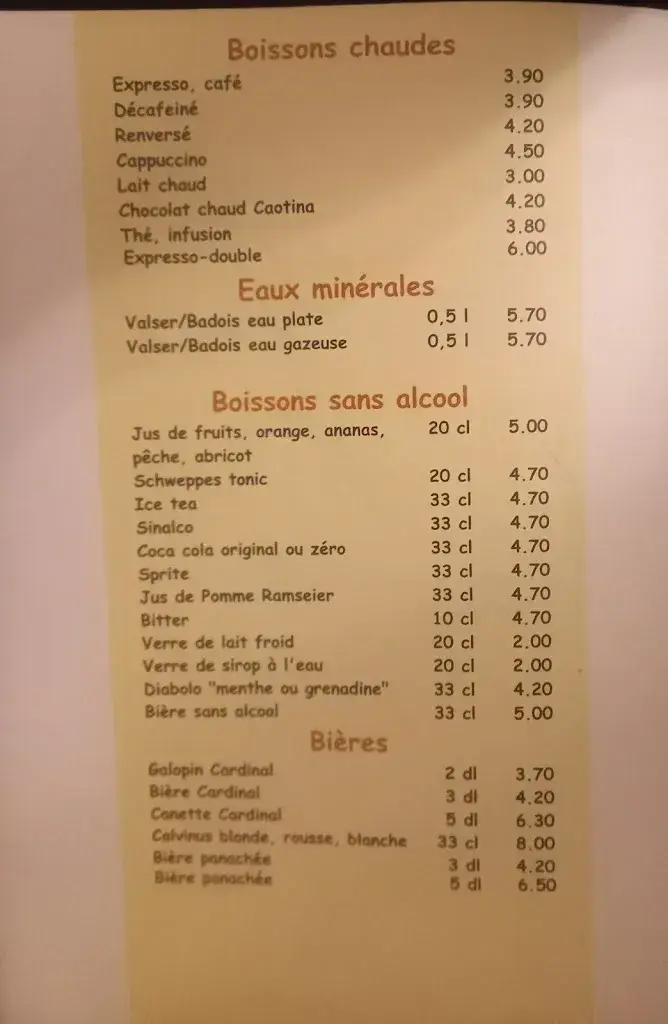 Boissons chaudes
Expresso, café 3.90
Décafeiné 3.90
Renversé 4.20
Cappuccino 4.50
Lait chaud 3.00
Chocolat chaud Caotina 4.20
Thé, infusion 3.80
Expresso-double 6.00
Eaux minérales
Valser/Badois eau plate 0,5 l 5.70
Valser/Badois eau gazeuse 0,5 l 5.70
Boissons sans alcool
Jus de fruits, orange, ananas, 20 cl 5.00
pêche, abricot
Schweppes tonic 20 cl 4.70
Ice tea 33 cl 4.70
Sinalco 33 cl 4.70
Coca cola original ou zéro 33 cl 4.70
Sprite 33 cl 4.70
Jus de Pomme Ramseier 33 cl 4.70
Bitter 10 cl 4.70
Verre de lait froid 20 cl 2.00
Verre de sirop à l'eau 20 cl 2.00
Diabolo "menthe ou grenadine" 33 cl 4.20
Bière sans alcool 33 cl 5.00
Bières
Galopin Cardinal 2 dl 3.70
Bière Cardinal 3 dl 4.20
Canette Cardinal 5 dl 6.30
Calvinus blonde, rousse, blanche 33 cl 8.00
Bière panachée 3 dl 4.20
Bière panachée 5 dl 6.50